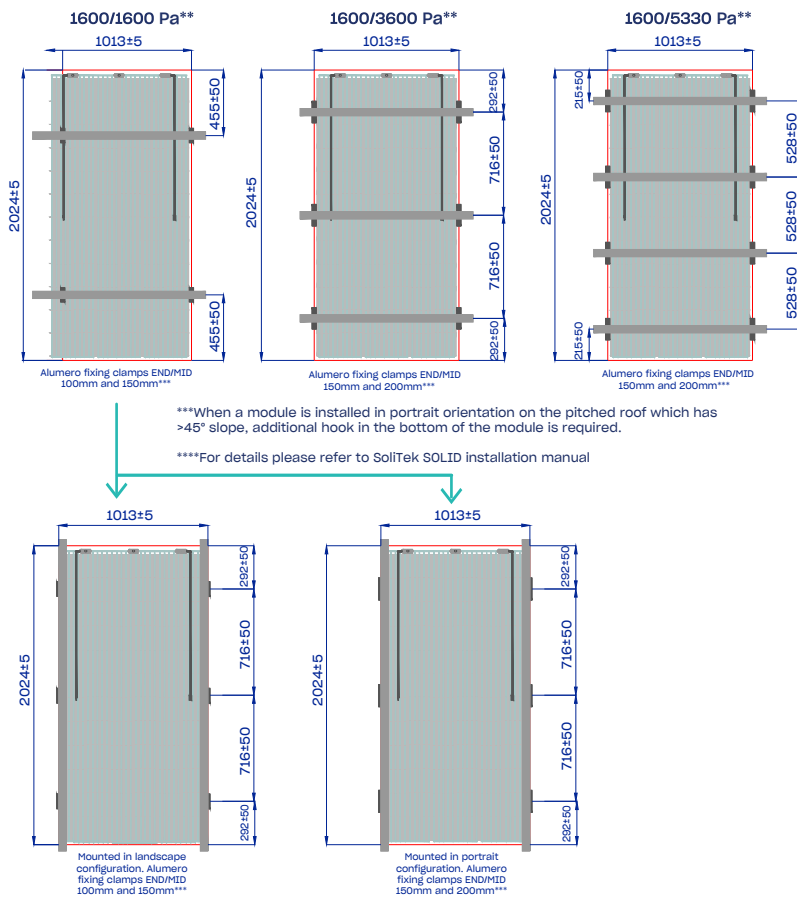 1600/1600 Pa**
1013±5
455±50
2024±5
455±50
Alumero fixing clamps END/MID
100mm and 150mm***
1600/3600 Pa**
1013±5
292±50
716±50
2024±5
716±50
292±50
Alumero fixing clamps END/MID
150mm and 200mm***
1600/5330 Pa**
1013±5
215±50
528±50
2024±5
528±50
528±50
215±50
Alumero fixing clamps END/MID
150mm and 200mm***
***When a module is installed in portrait orientation on the pitched roof which has
>45° slope, additional hook in the bottom of the module is required.
****For details please refer to SoliTek SOLID installation manual
1013±5
292±50
716±50
2024±5
716±50
292±50
Mounted in landscape
configuration. Alumero
fixing clamps END/MID
100mm and 150mm***
1013±5
292±50
716±50
2024±5
716±50
292±50
Mounted in portrait
configuration. Alumero
fixing clamps END/MID
150mm and 200mm***